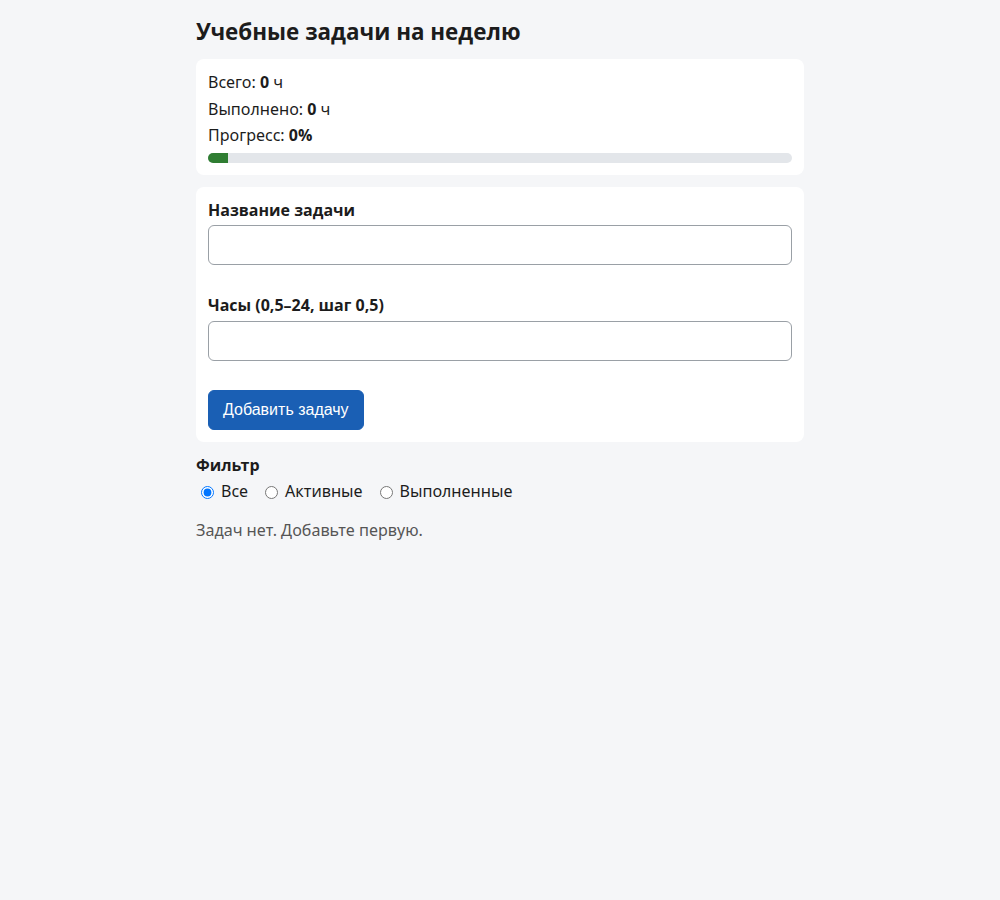 Учебные задачи на неделю
Всего: 0 ч
Выполнено: 0 ч
Прогресс: 0%
Название задачи
Часы (0,5–24, шаг 0,5)
Добавить задачу
Фильтр
Все Активные Выполненные
Задач нет. Добавьте первую.